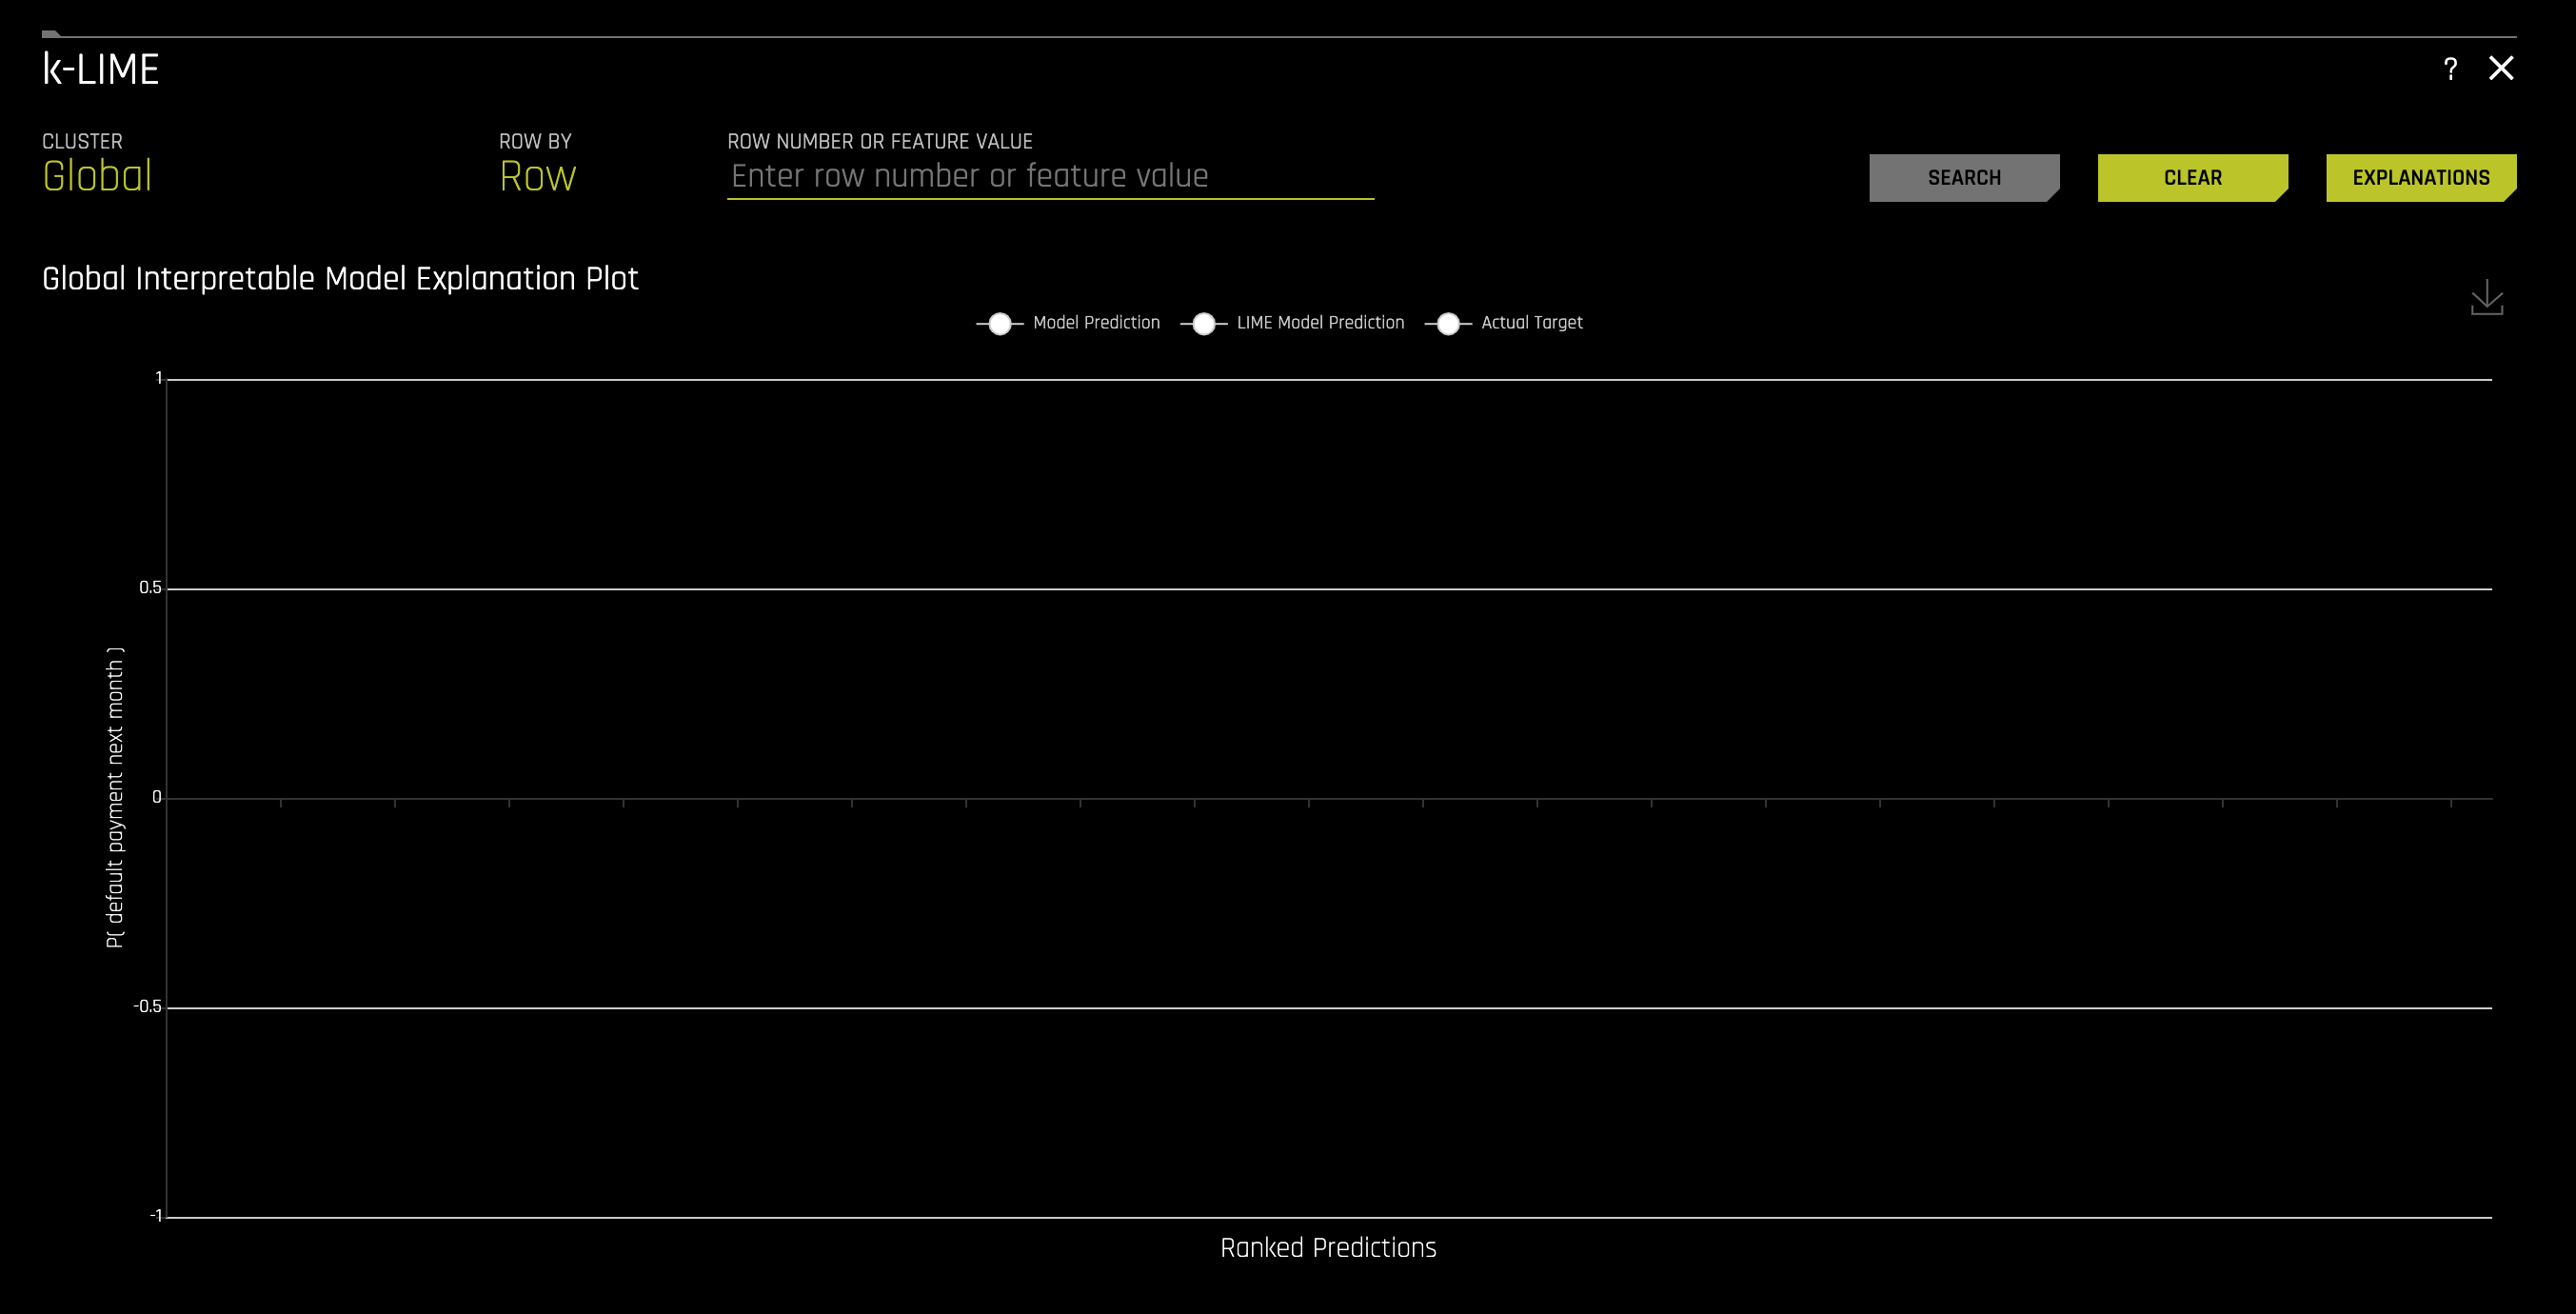 k-LIME
?
CLUSTER
ROW BY
ROW NUMBER OR FEATURE VALUE
Global
Row
Enter row number or feature value
SEARCH
CLEAR
EXPLANATIONS
Global Interpretable Model Explanation Plot
Model Prediction
LIME Model Prediction
Actual Target
1
0.5
0
-0.5
-1
P( default payment next month )
Ranked Predictions